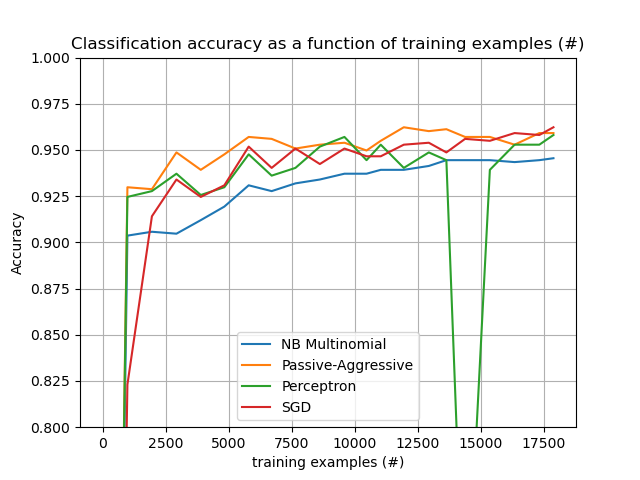 Classification accuracy as a function of training examples (#)
1.000
0.975
0.950
0.925
0.900
0.875
0.850
0.825
0.800
Accuracy
NB Multinomial
Passive-Aggressive
Perceptron
SGD
0
2500
5000
7500
10000
12500
15000
17500
training examples (#)